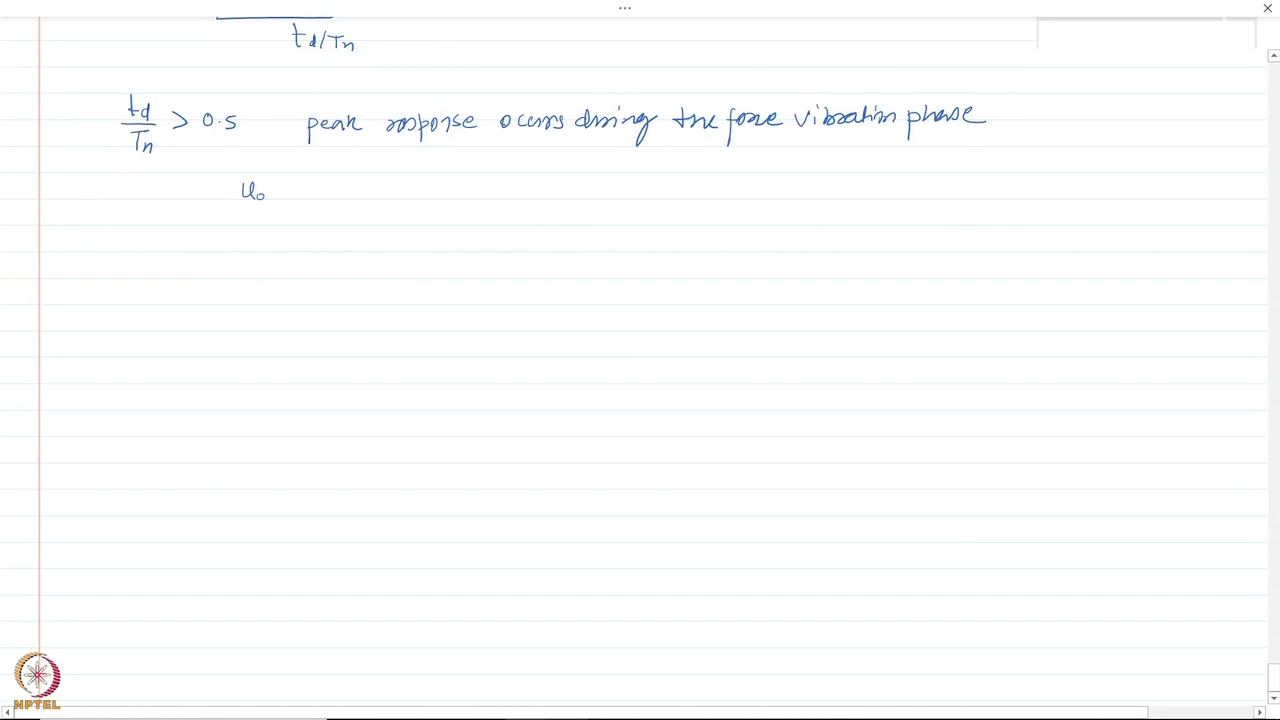 td/Tn
td/Tn > 0.5 peak response occurs during the force vibration phase
u₀
NPTEL